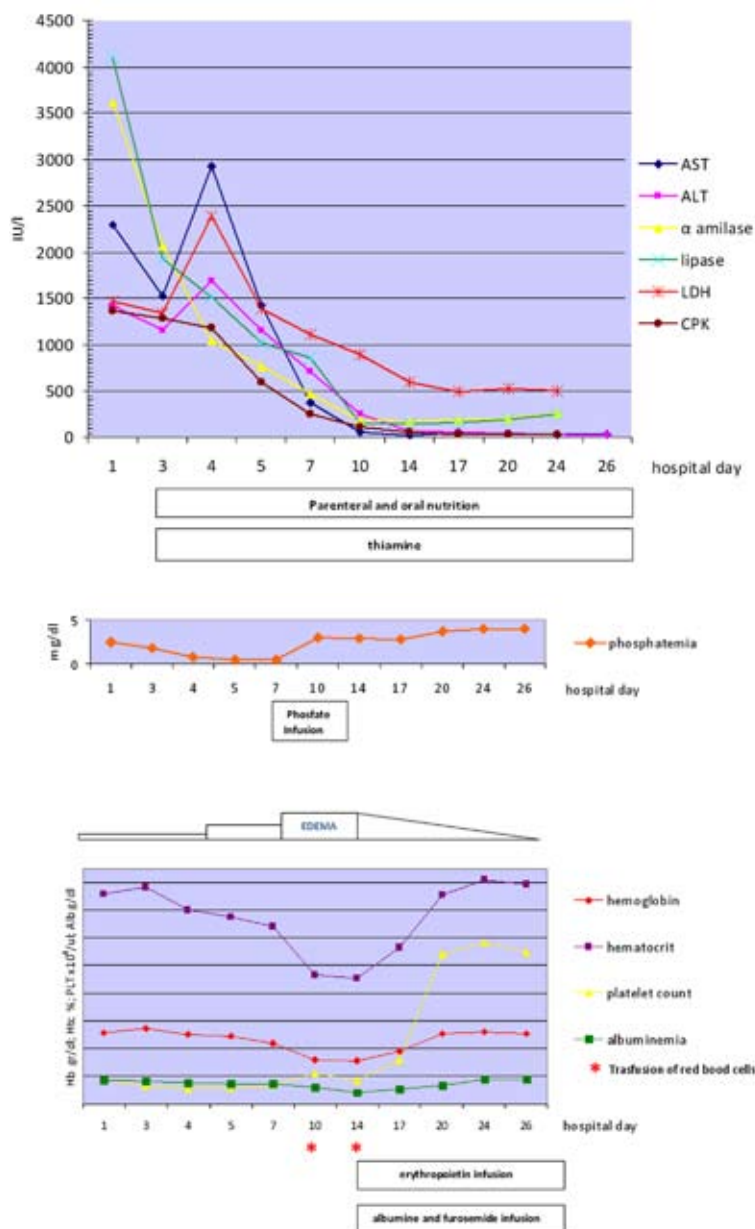 4500
4000
3500
3000
2500
2000
1500
1000
500
0
IU/l
AST
ALT
α amilase
lipase
LDH
CPK
1 3 4 5 7 10 14 17 20 24 26 hospital day
Parenteral and oral nutrition
thiamine
5
0
mg/dl
phosphatemia
1 3 4 5 7 10 14 17 20 24 26 hospital day
Phosfate
Infusion
EDEMA
Hb gr/dl; Htc %; PLT x10⁴/ul; Alb g/dl
hemoglobin
hematocrit
platelet count
albuminemia
* Trasfusion of red bood cells
1 3 4 5 7 10 14 17 20 24 26 hospital day
* *
erythropoietin infusion
albumine and furosemide infusion